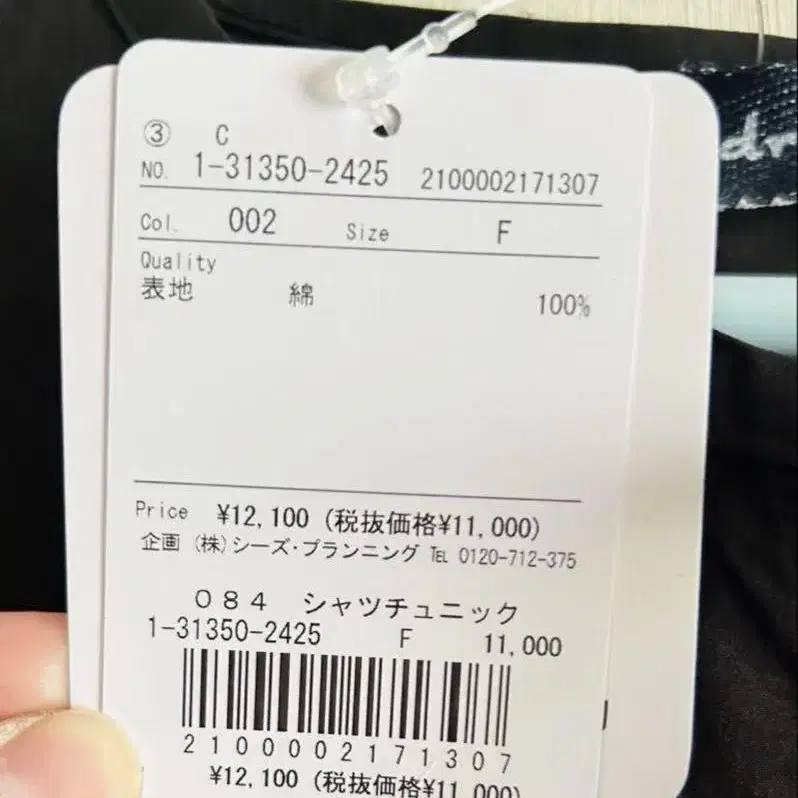 ③ C
NO. 1-31350-2425 2100002171307
Col. 002 Size F
Quality
表地 綿 100%
Price ¥12,100 (税抜価格¥11,000)
企画 (株)シーズ・プランニング TEL 0120-712-375
084 シャツチュニック
1-31350-2425 F 11,000
2100002171307
¥12,100 (税抜価格¥11,000)